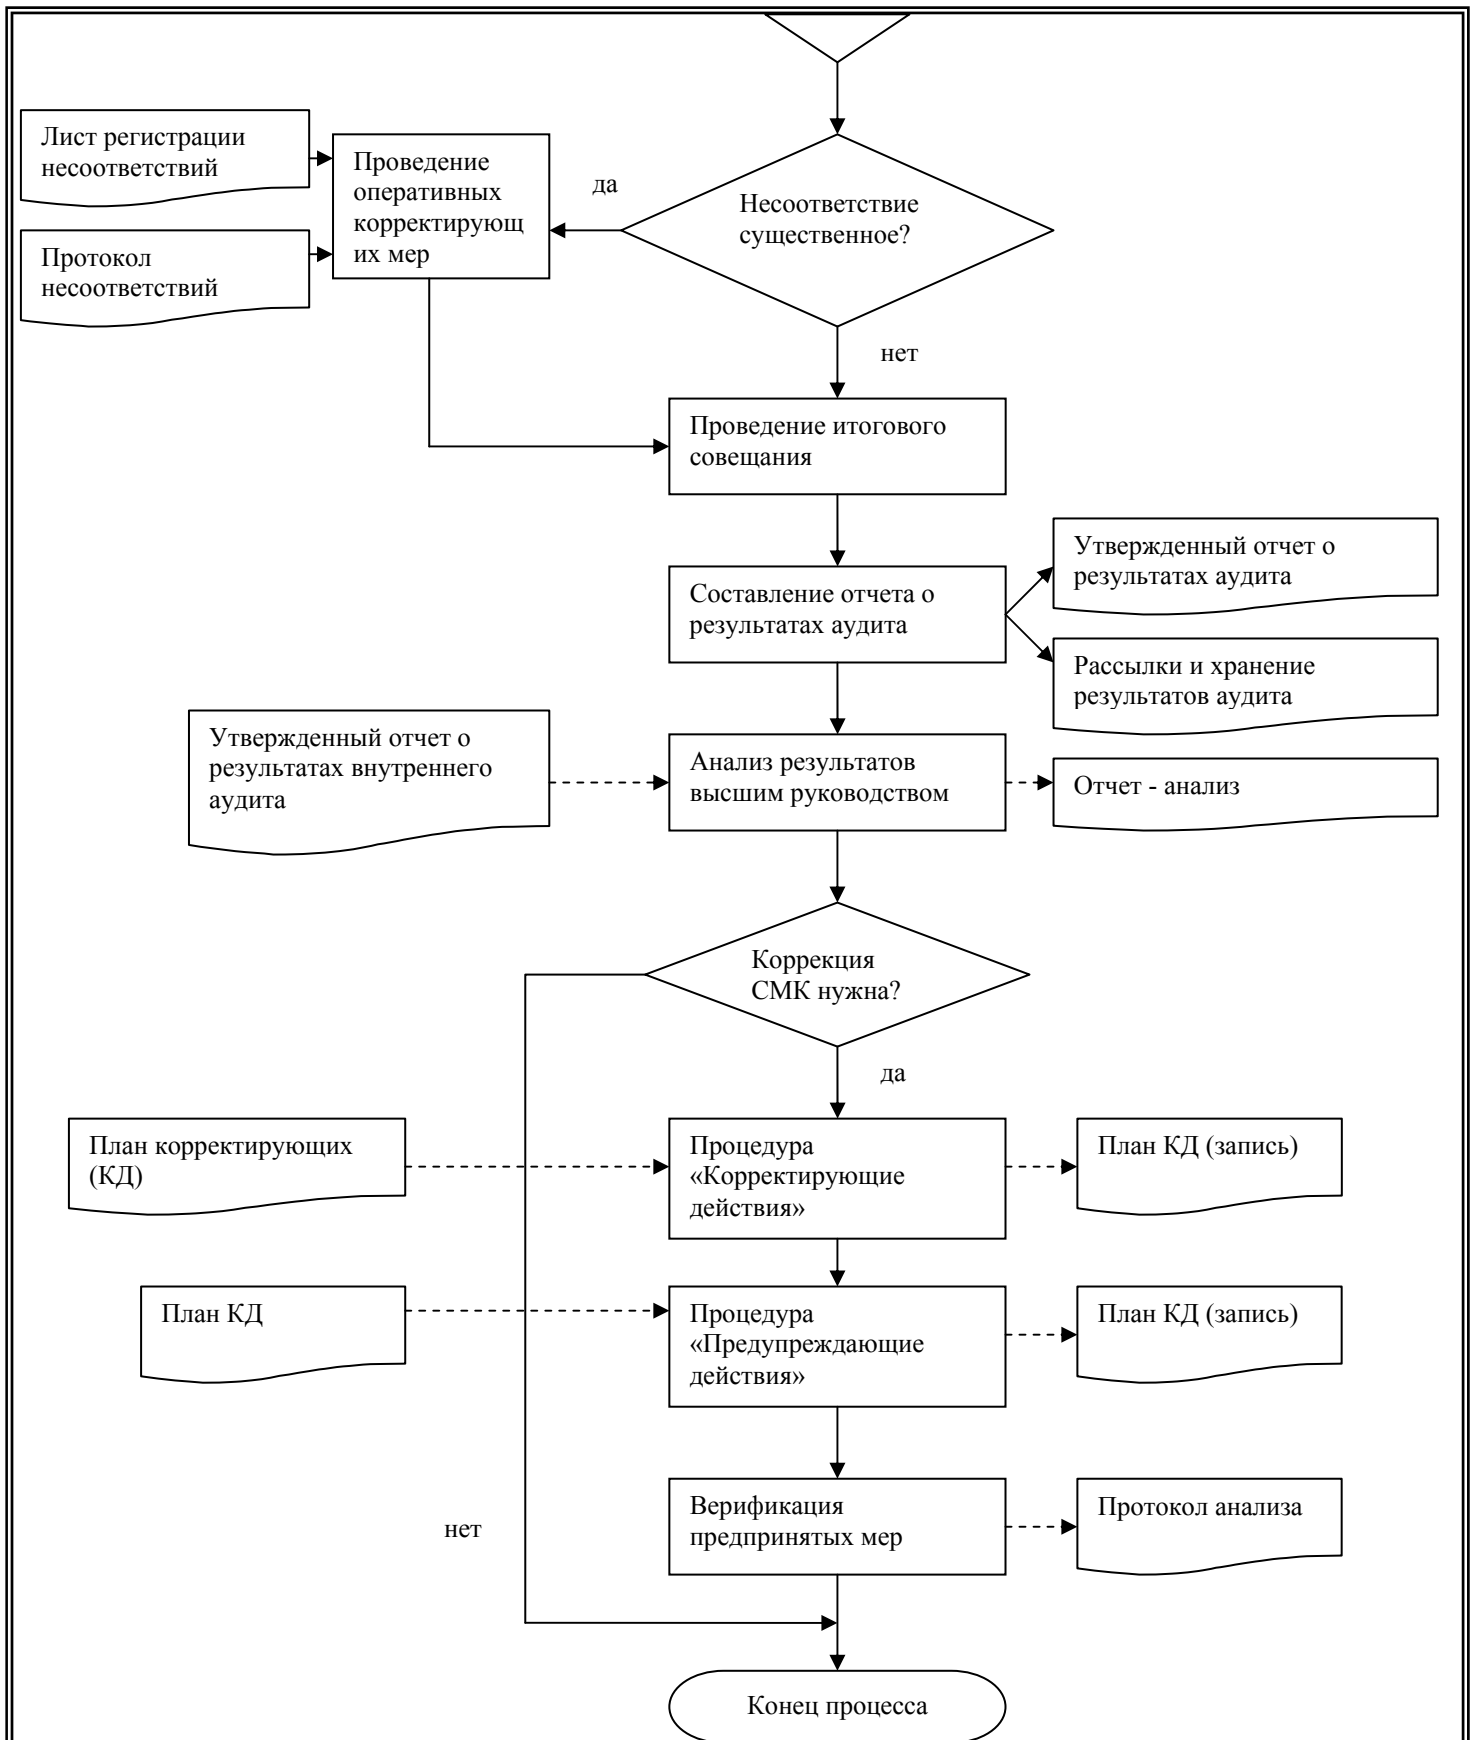 Лист регистрации
несоответствий
Проведение
оперативных
корректирующ
их мер
да
Несоответствие
существенное?
Протокол
несоответствий
нет
Проведение итогового
совещания
Утвержденный отчет о
результатах аудита
Составление отчета о
результатах аудита
Рассылки и хранение
результатов аудита
Утвержденный отчет о
результатах внутреннего
аудита
Анализ результатов
высшим руководством
Отчет - анализ
Коррекция
СМК нужна?
да
План корректирующих
(КД)
Процедура
«Корректирующие
действия»
План КД (запись)
План КД
Процедура
«Предупреждающие
действия»
План КД (запись)
нет
Верификация
предпринятых мер
Протокол анализа
Конец процесса